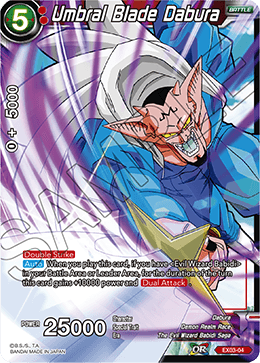 5
Umbral Blade Dabura
BATTLE
0 + 5000
Double Strike
Auto When you play this card, if you have <Evil Wizard Babidi>
in your Battle Area or Leader Area, for the duration of the turn
this card gains +10000 power and Dual Attack.
POWER 25000
Character Dabura
Special Trait Demon Realm Race
Era The Evil Wizard Babidi Saga
©B.S./S., T.A.
BANDAI MADE IN JAPAN
EX03-04